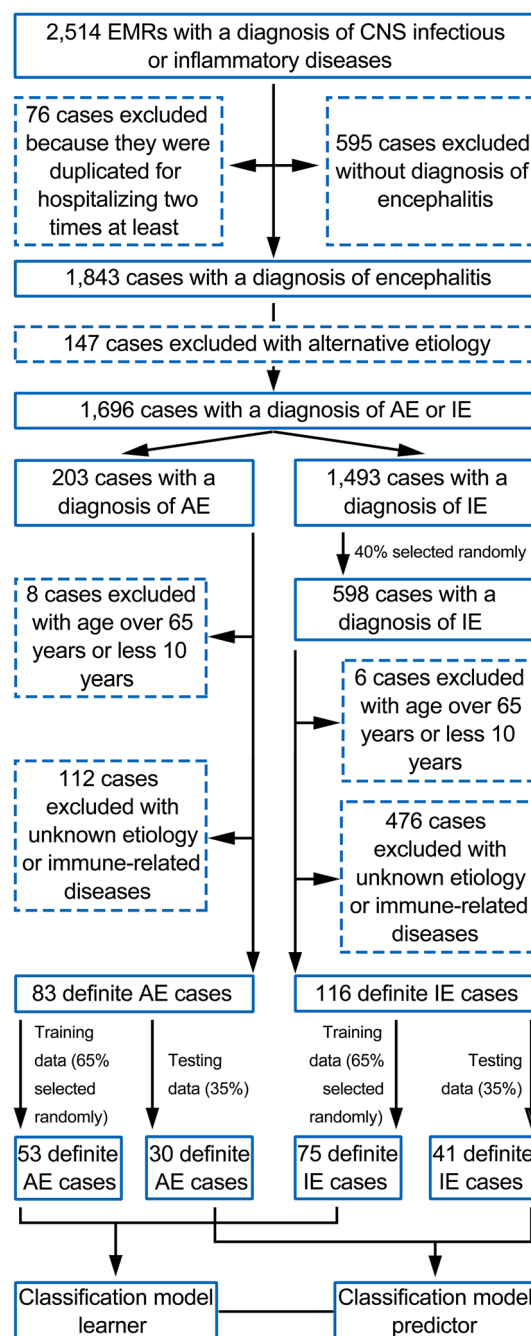 2,514 EMRs with a diagnosis of CNS infectious
or inflammatory diseases
76 cases excluded
because they were
duplicated for
hospitalizing two
times at least
595 cases excluded
without diagnosis of
encephalitis
1,843 cases with a diagnosis of encephalitis
147 cases excluded with alternative etiology
1,696 cases with a diagnosis of AE or IE
203 cases with a
diagnosis of AE
1,493 cases with a
diagnosis of IE
40% selected randomly
598 cases with a
diagnosis of IE
8 cases excluded
with age over 65
years or less 10
years
6 cases excluded
with age over 65
years or less 10
years
112 cases
excluded with
unknown etiology
or immune-related
diseases
476 cases
excluded with
unknown etiology
or immune-related
diseases
83 definite AE cases
116 definite IE cases
Training
data (65%
selected
randomly)
Testing
data (35%)
Training
data (65%
selected
randomly)
Testing
data (35%)
53 definite
AE cases
30 definite
AE cases
75 definite
IE cases
41 definite
IE cases
Classification model
learner
Classification model
predictor